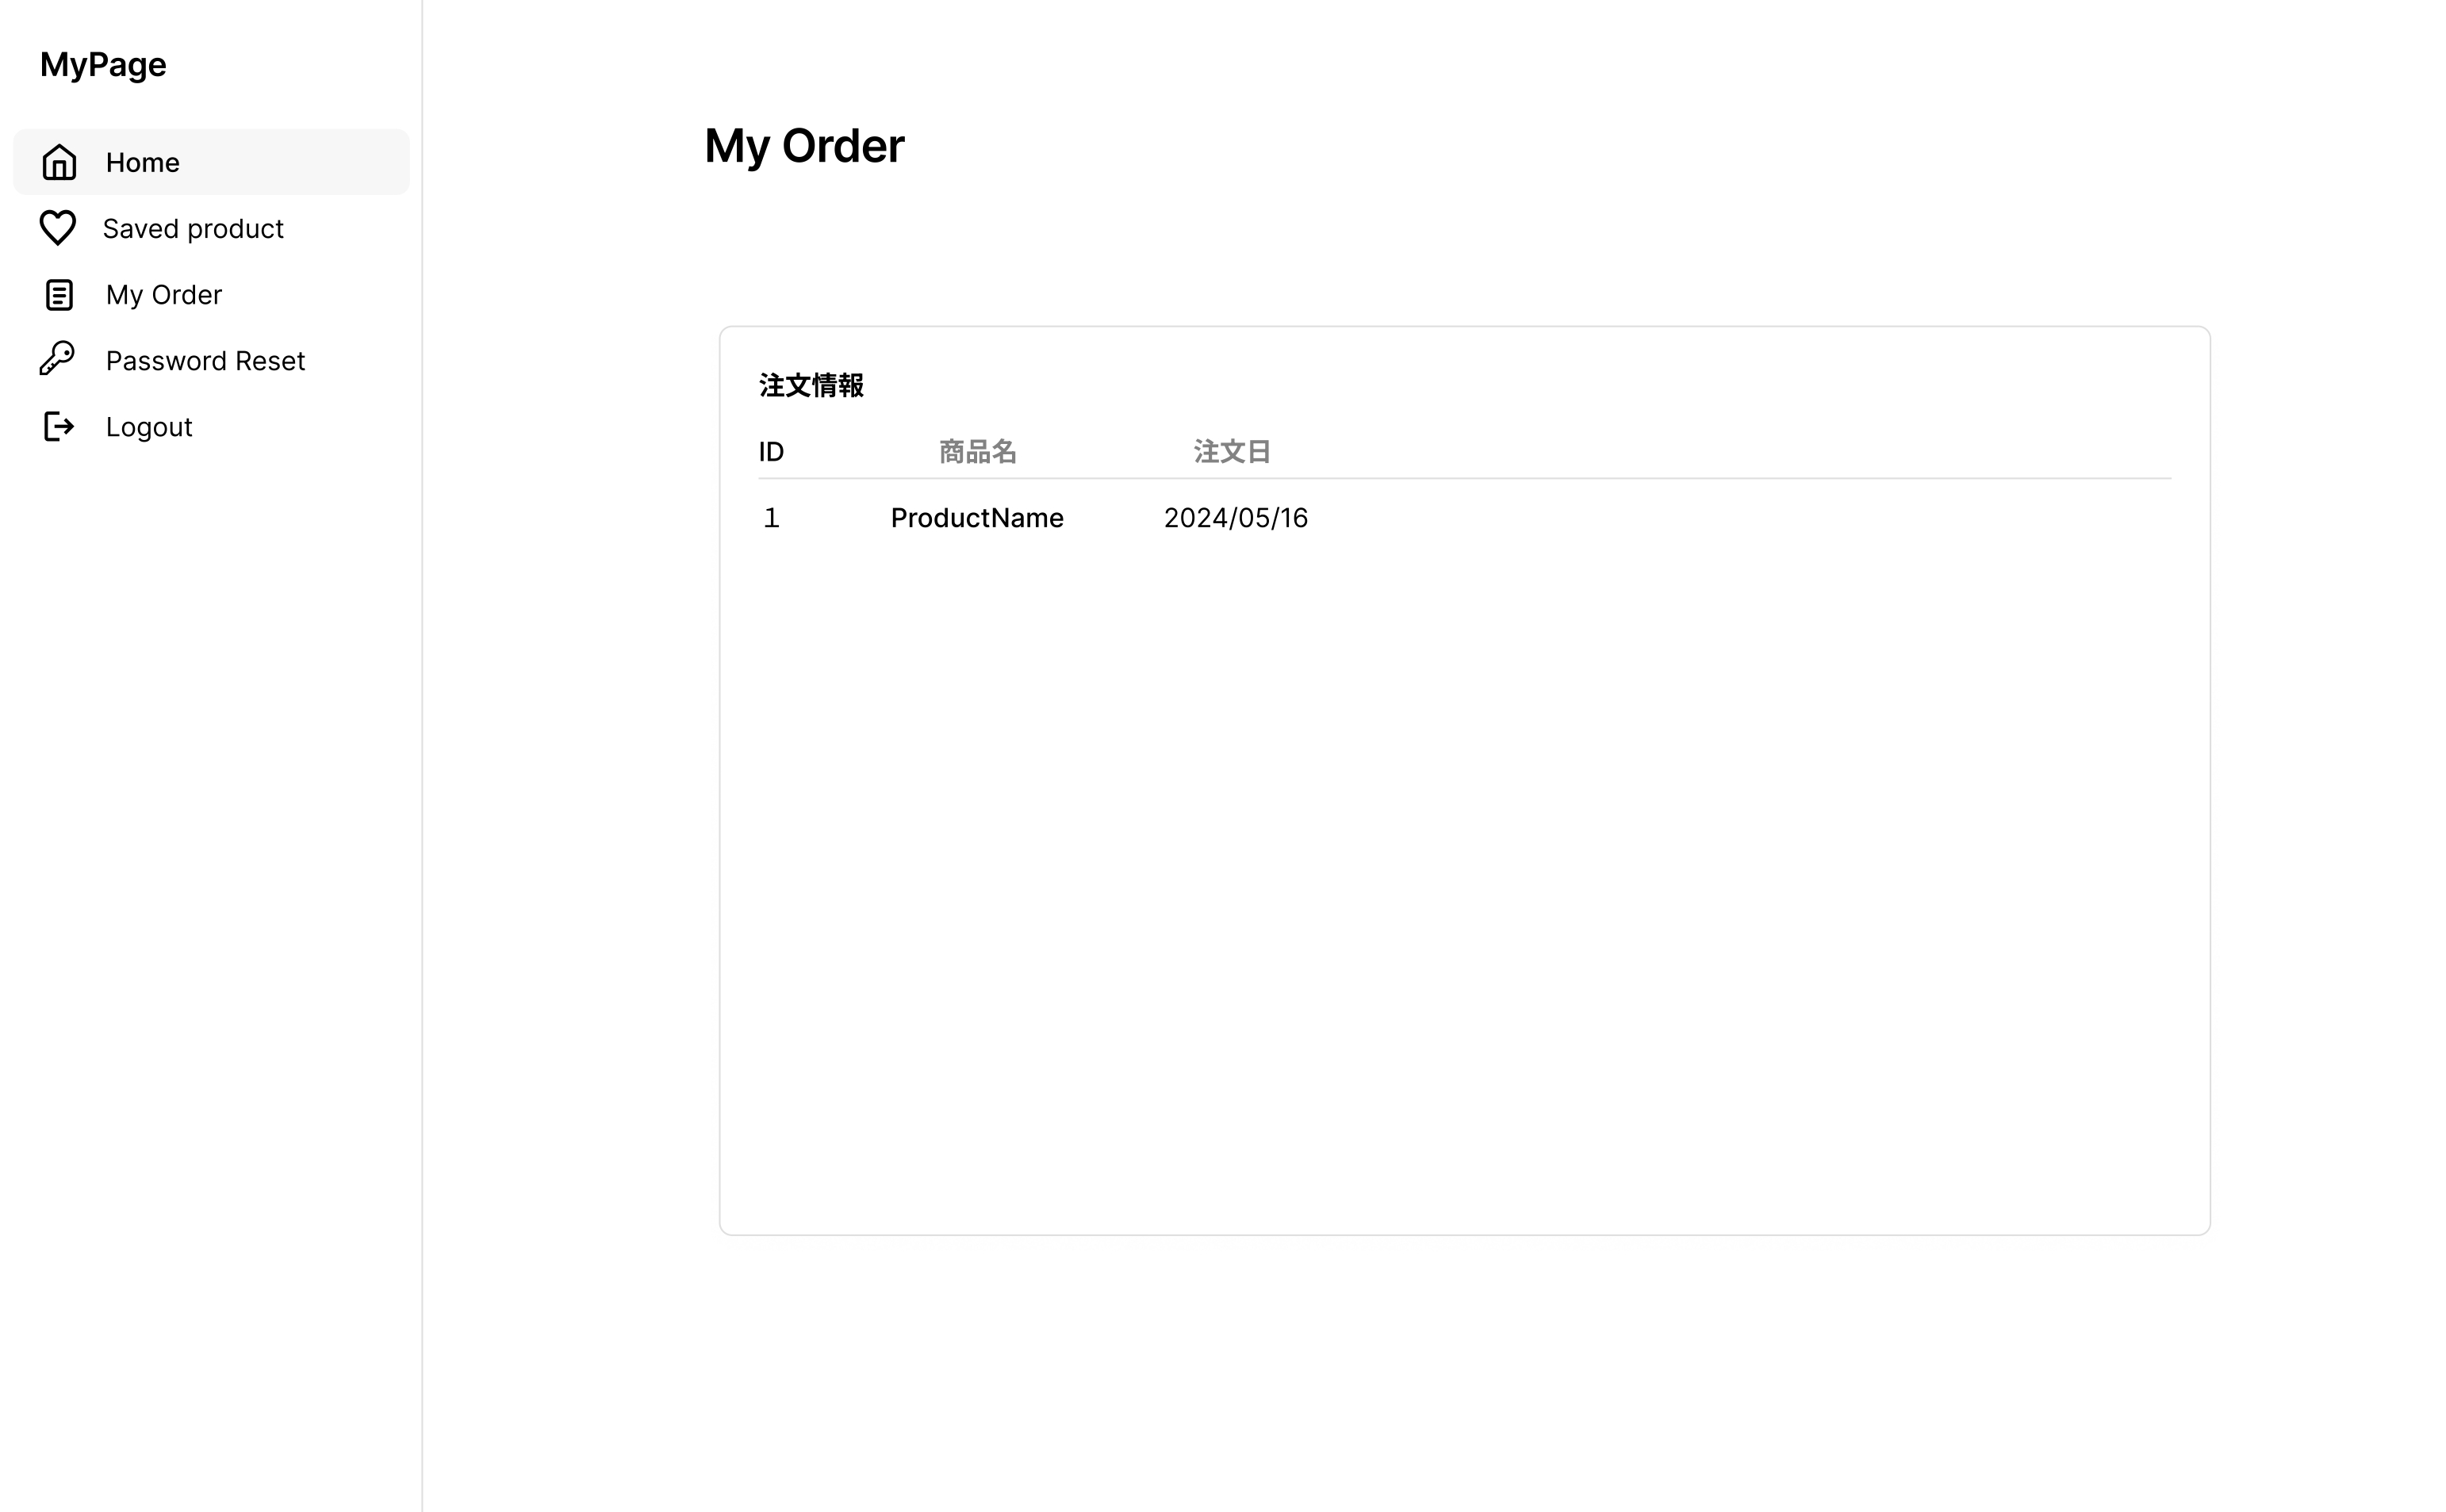 MyPage
Home
Saved product
My Order
Password Reset
Logout
My Order
注文情報
ID 商品名 注文日
1 ProductName 2024/05/16